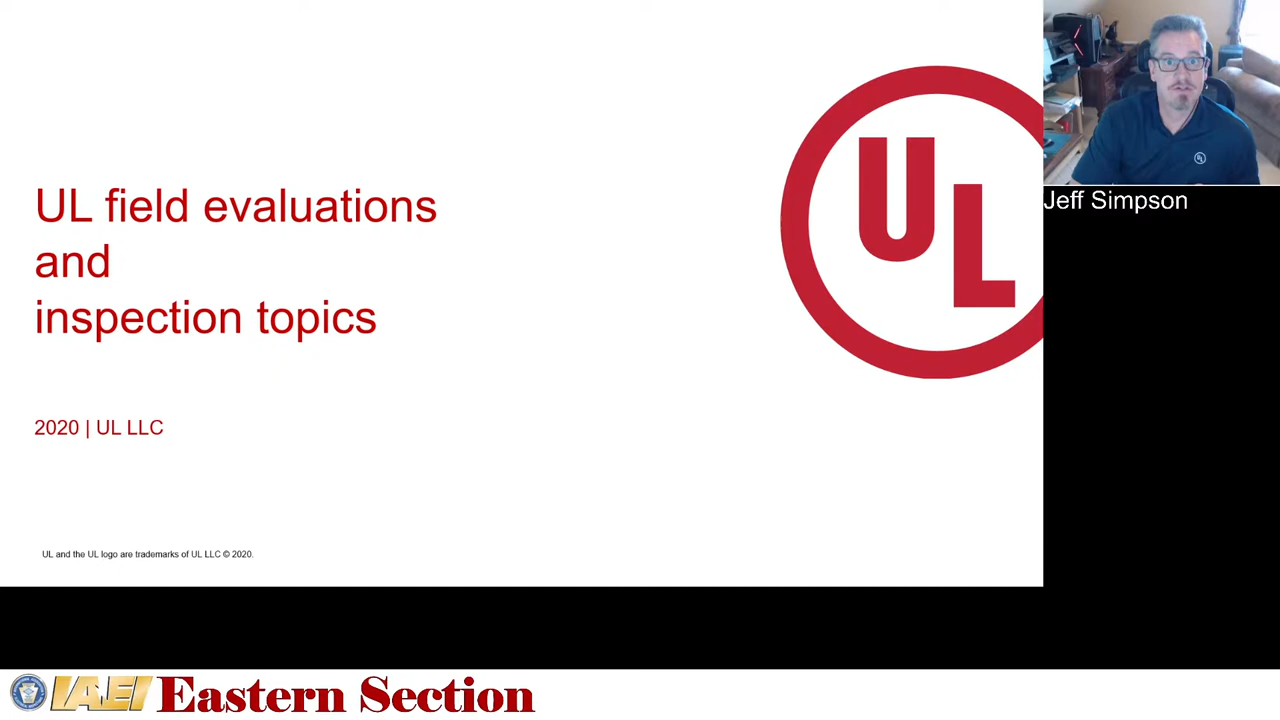 UL field evaluations
and
inspection topics
2020 | UL LLC
UL and the UL logo are trademarks of UL LLC © 2020.
UL
Jeff Simpson
IAEI Eastern Section